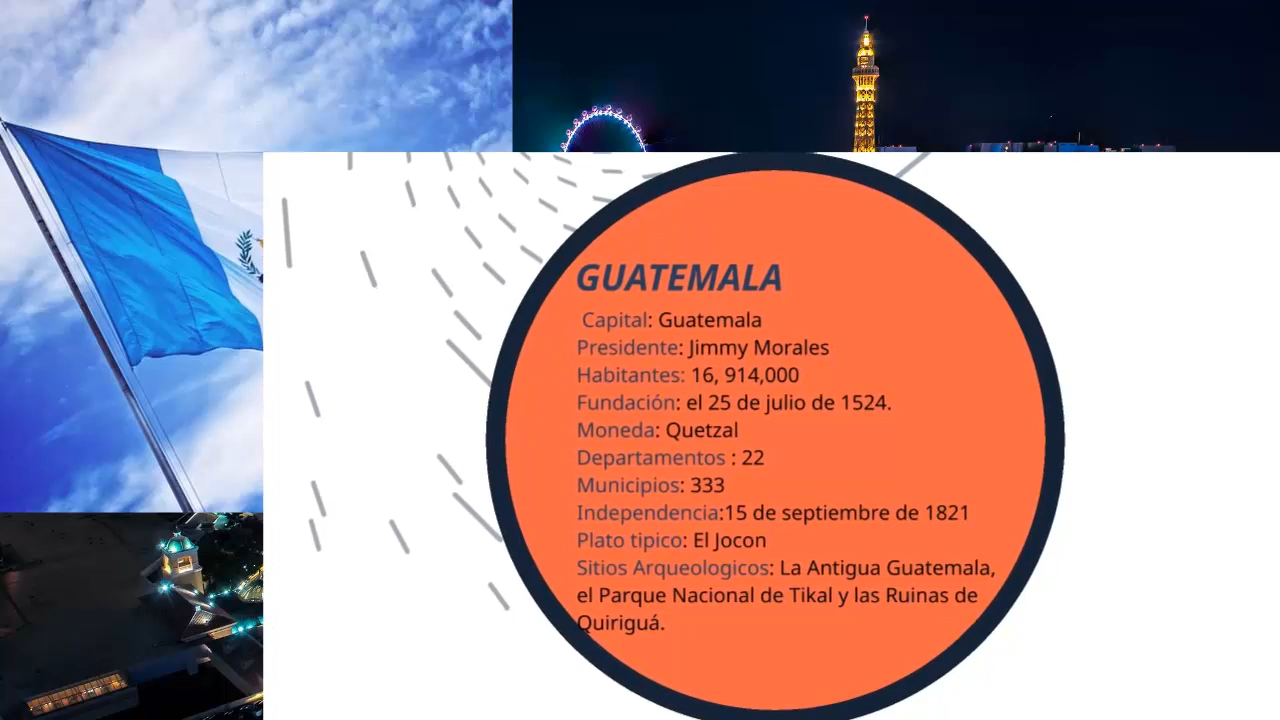 GUATEMALA
Capital: Guatemala
Presidente: Jimmy Morales
Habitantes: 16, 914,000
Fundación: el 25 de julio de 1524.
Moneda: Quetzal
Departamentos : 22
Municipios: 333
Independencia:15 de septiembre de 1821
Plato tipico: El Jocon
Sitios Arqueologicos: La Antigua Guatemala,
el Parque Nacional de Tikal y las Ruinas de
Quiriguá.